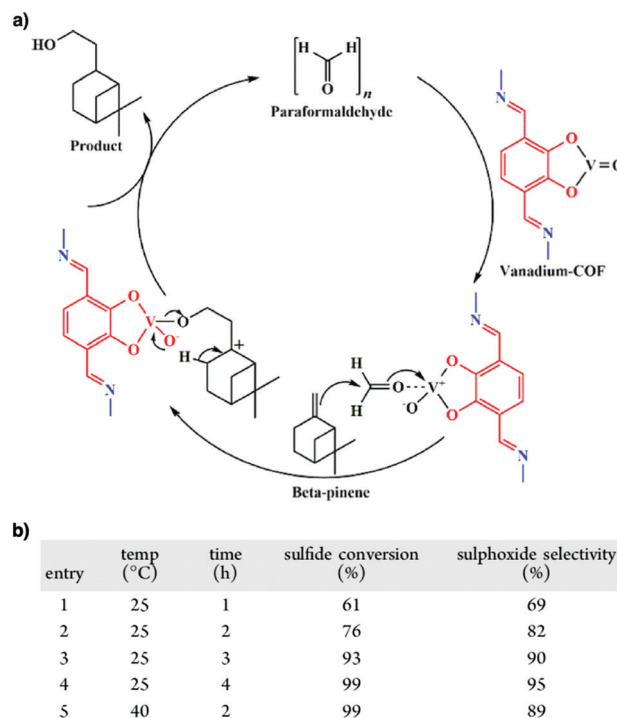 a)
HO
Product
H H
C
O
n
Paraformaldehyde
N
O
O
V=O
N
Vanadium-COF
N
O
V
O
O
O-
N
H
+
H
H
O
V+
-O
O
O
N
N
Beta-pinene
b)
entry temp (°C) time (h) sulfide conversion (%) sulphoxide selectivity (%)
1 25 1 61 69
2 25 2 76 82
3 25 3 93 90
4 25 4 99 95
5 40 2 99 89